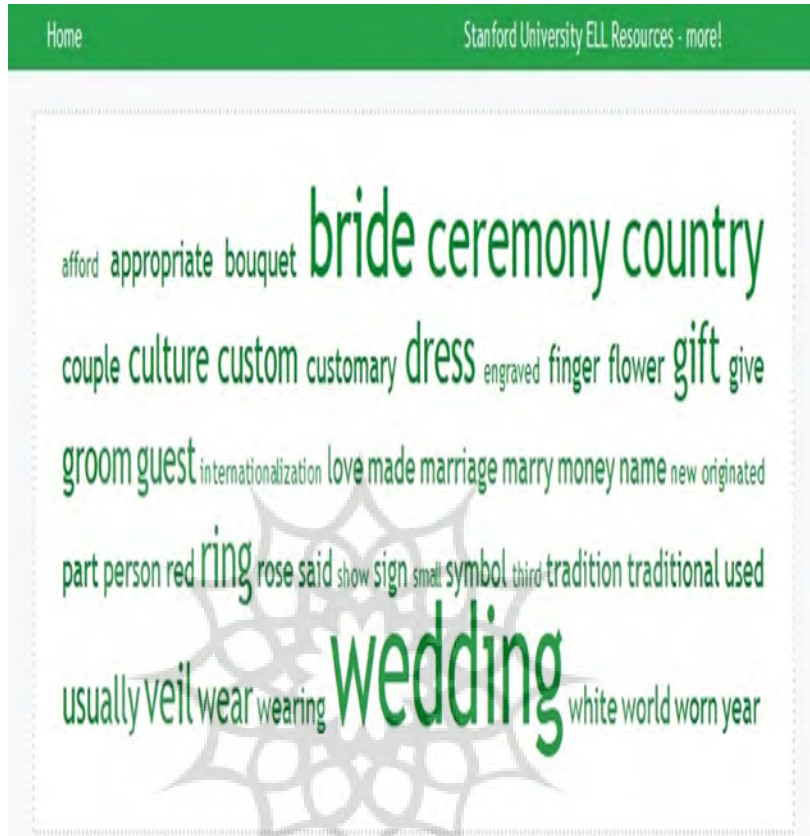 Home Stanford University ELL Resources - more!
afford appropriate bouquet bride ceremony country
couple culture custom customary dress engraved finger flower gift give
groom guest internationalization love made marriage marry money name new originated
part person red ring rose said show sign small symbol third tradition traditional used
usually veil wear wearing wedding white world worn year